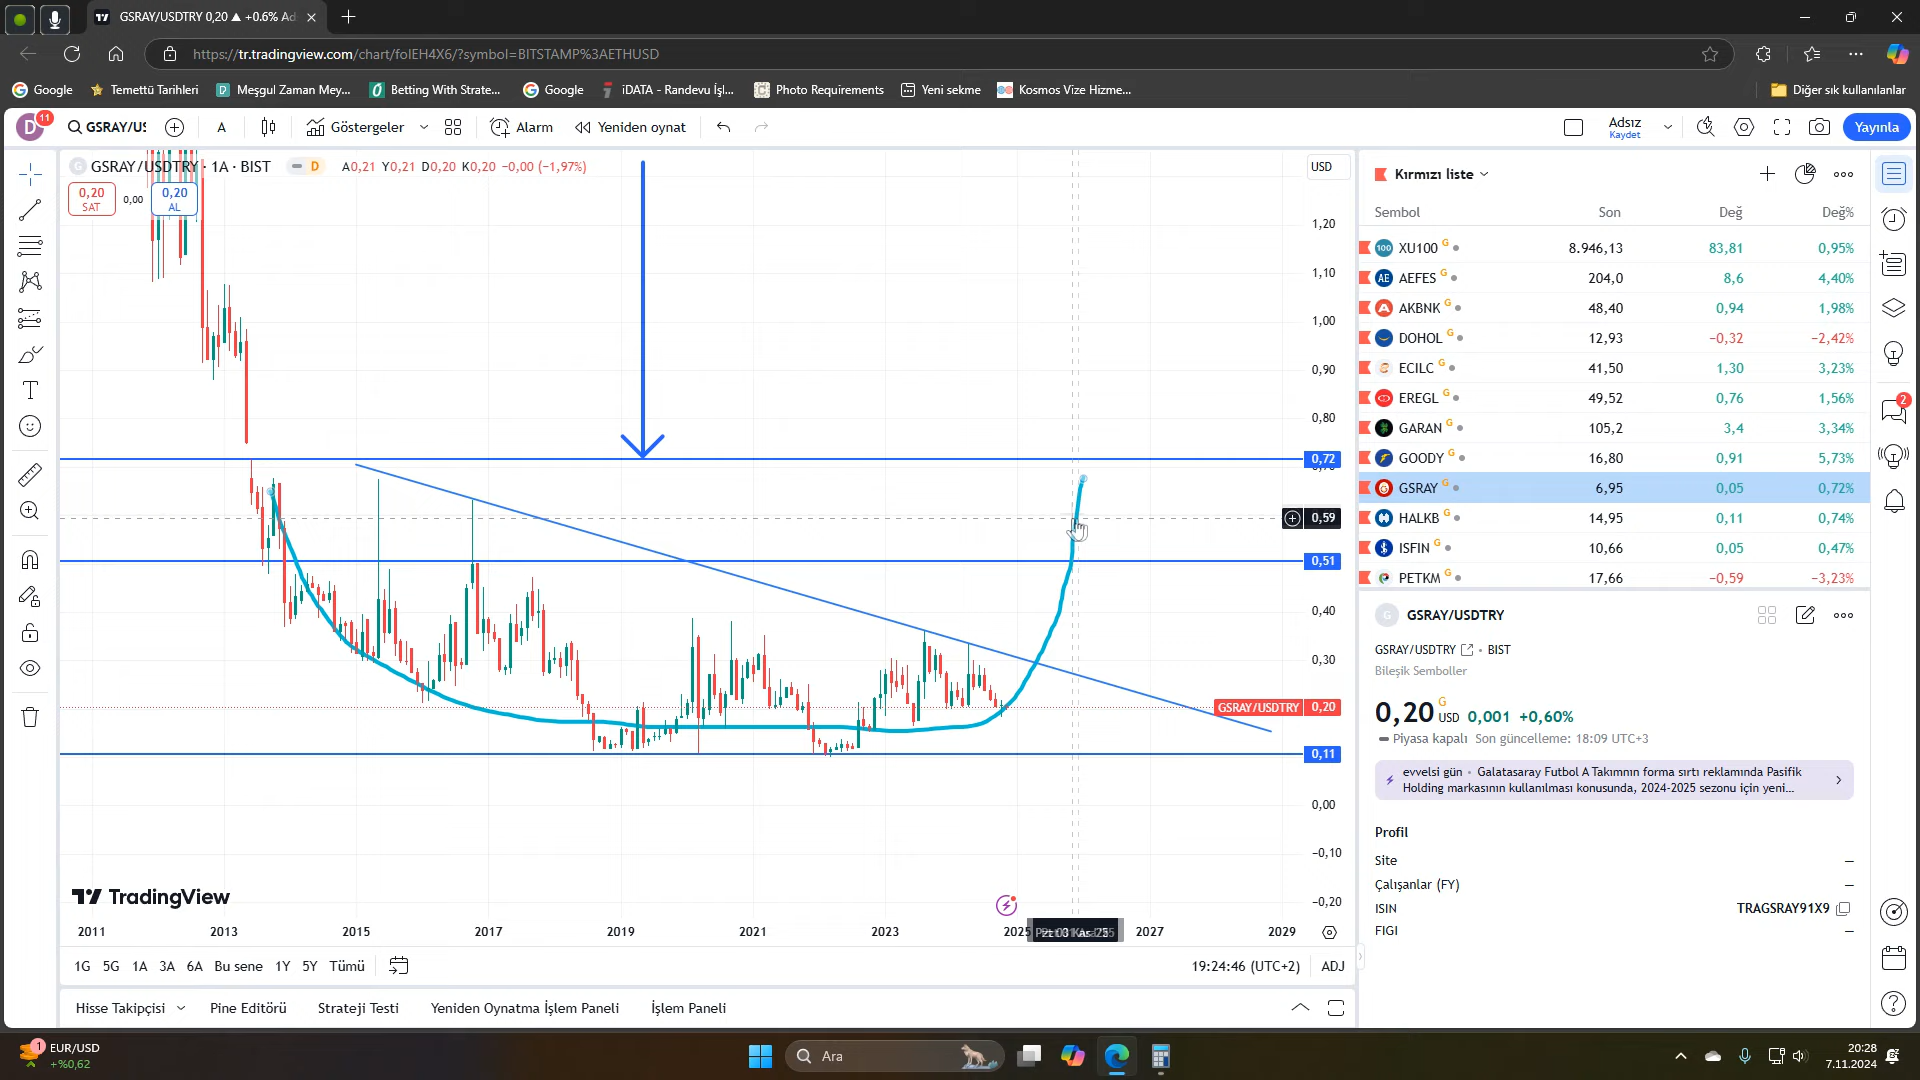 GSRAY/USDTRY 0,20 ▲ +0.6% Ad
https://tr.tradingview.com/chart/folEH4X6/?symbol=BITSTAMP%3AETHUSD
Google
Temettü Tarihleri
Meşgul Zaman Mey...
Betting With Strate...
Google
iDATA - Randevu İşl...
Photo Requirements
Yeni sekme
Kosmos Vize Hizme...
Diğer sık kullanılanlar
D 11
GSRAY/US
A
Göstergeler
Alarm
Yeniden oynat
Adsız
Kaydet
Yayınla
GSRAY/USDTRY · 1A · BIST
D
A0,21 Y0,21 D0,20 K0,20 −0,00 (−1,97%)
0,20
SAT
0,00
0,20
AL
USD
1,20
1,10
1,00
0,90
0,80
0,72
0,59
0,51
0,40
0,30
GSRAY/USDTRY 0,20
0,11
0,00
−0,10
−0,20
TradingView
2011 2013 2015 2017 2019 2021 2023 2025 2027 2029
1G 5G 1A 3A 6A Bu sene 1Y 5Y Tümü
19:24:46 (UTC+2) ADJ
Hisse Takipçisi
Pine Editörü
Strateji Testi
Yeniden Oynatma İşlem Paneli
İşlem Paneli
Kırmızı liste
Sembol Son Değ Değ%
100 XU100 G 8.946,13 83,81 0,95%
AE AEFES G 204,0 8,6 4,40%
AKBNK G 48,40 0,94 1,98%
DOHOL G 12,93 −0,32 −2,42%
ECILC G 41,50 1,30 3,23%
EREGL G 49,52 0,76 1,56%
GARAN G 105,2 3,4 3,34%
GOODY G 16,80 0,91 5,73%
GSRAY G 6,95 0,05 0,72%
HALKB G 14,95 0,11 0,74%
ISFIN G 10,66 0,05 0,47%
PETKM G 17,66 −0,59 −3,23%
G GSRAY/USDTRY
GSRAY/USDTRY • BIST
Bileşik Semboller
0,20 G USD 0,001 +0,60%
Piyasa kapalı Son güncelleme: 18:09 UTC+3
evvelsi gün · Galatasaray Futbol A Takımnın forma sırtı reklamında Pasifik
Holding markasının kullanılması konusunda, 2024-2025 sezonu için yeni...
Profil
Site —
Çalışanlar (FY) —
ISIN TRAGSRAY91X9
FIGI —
2
1
EUR/USD
+%0,62
Ara
20:28
7.11.2024